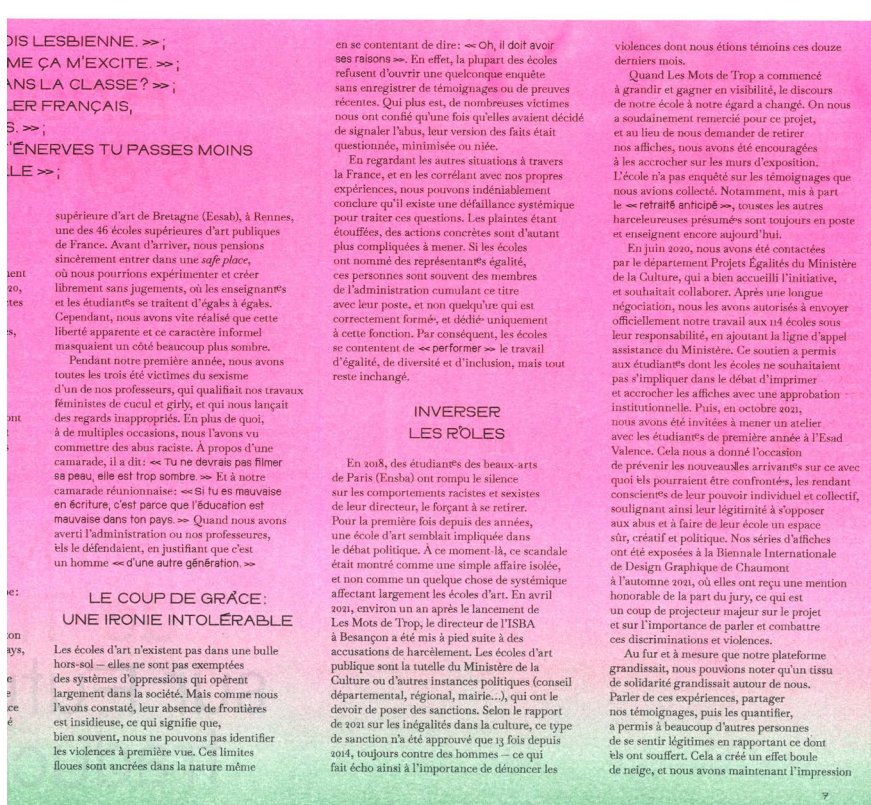 OIS LESBIENNE. >> ;
ME ÇA M'EXCITE. >> ;
ANS LA CLASSE? >> ;
LER FRANÇAIS,
S. >> ;
'ÉNERVES TU PASSES MOINS
LLE >> ;
supérieure d'art de Bretagne (Eesab), à Rennes,
une des 46 écoles supérieures d'art publiques
de France. Avant d'arriver, nous pensions
sincèrement entrer dans une safe place,
où nous pourrions expérimenter et créer
librement sans jugements, où les enseignantᵉs
et les étudiantᵉs se traitent d'égalᵉs à égalᵉs.
Cependant, nous avons vite réalisé que cette
liberté apparente et ce caractère informel
masquaient un côté beaucoup plus sombre.
Pendant notre première année, nous avons
toutes les trois été victimes du sexisme
d'un de nos professeurs, qui qualifiait nos travaux
féministes de cucul et girly, et qui nous lançait
des regards inappropriés. En plus de quoi,
à de multiples occasions, nous l'avons vu
commettre des abus raciste. À propos d'une
camarade, il a dit: << Tu ne devrais pas filmer
sa peau, elle est trop sombre. >> Et à notre
camarade réunionnaise: << Si tu es mauvaise
en écriture, c'est parce que l'éducation est
mauvaise dans ton pays. >> Quand nous avons
averti l'administration ou nos professeurs,
ᵉls le défendaient, en justifiant que c'est
un homme << d'une autre génération. >>
LE COUP DE GRÂCE:
UNE IRONIE INTOLÉRABLE
Les écoles d'art n'existent pas dans une bulle
hors-sol – elles ne sont pas exemptées
des systèmes d'oppressions qui opèrent
largement dans la société. Mais comme nous
l'avons constaté, leur absence de frontières
est insidieuse, ce qui signifie que,
bien souvent, nous ne pouvons pas identifier
les violences à première vue. Ces limites
floues sont ancrées dans la nature même
en se contentant de dire: << Oh, il doit avoir
ses raisons >>. En effet, la plupart des écoles
refusent d'ouvrir une quelconque enquête
sans enregistrer de témoignages ou de preuves
récentes. Qui plus est, de nombreuses victimes
nous ont confié qu'une fois qu'elles avaient décidé
de signaler l'abus, leur version des faits était
questionnée, minimisée ou niée.
En regardant les autres situations à travers
la France, et en les corrélant avec nos propres
expériences, nous pouvons indéniablement
conclure qu'il existe une défaillance systémique
pour traiter ces questions. Les plaintes étant
étouffées, des actions concrètes sont d'autant
plus compliquées à mener. Si les écoles
ont nommé des représentantᵉs égalité,
ces personnes sont souvent des membres
de l'administration cumulant ce titre
avec leur poste, et non quelqu'ue qui est
correctement forméᵉ, et dédiéᵉ uniquement
à cette fonction. Par conséquent, les écoles
se contentent de << performer >> le travail
d'égalité, de diversité et d'inclusion, mais tout
reste inchangé.
INVERSER
LES RÔLES
En 2018, des étudiantᵉs des beaux-arts
de Paris (Ensba) ont rompu le silence
sur les comportements racistes et sexistes
de leur directeur, le forçant à se retirer.
Pour la première fois depuis des années,
une école d'art semblait impliquée dans
le débat politique. À ce moment-là, ce scandale
était montré comme une simple affaire isolée,
et non comme un quelque chose de systémique
affectant largement les écoles d'art. En avril
2021, environ un an après le lancement de
Les Mots de Trop, le directeur de l'ISBA
à Besançon a été mis à pied suite à des
accusations de harcèlement. Les écoles d'art
publique sont la tutelle du Ministère de la
Culture ou d'autres instances politiques (conseil
départemental, régional, mairie...), qui ont le
devoir de poser des sanctions. Selon le rapport
de 2021 sur les inégalités dans la culture, ce type
de sanction n'a été approuvé que 13 fois depuis
2014, toujours contre des hommes – ce qui
fait écho ainsi à l'importance de dénoncer les
violences dont nous étions témoins ces douze
derniers mois.
Quand Les Mots de Trop a commencé
à grandir et gagner en visibilité, le discours
de notre école à notre égard a changé. On nous
a soudainement remercié pour ce projet,
et au lieu de nous demander de retirer
nos affiches, nous avons été encouragées
à les accrocher sur les murs d'exposition.
L'école n'a pas enquêté sur les témoignages que
nous avions collecté. Notamment, mis à part
le << retraité anticipé >>, toustes les autres
harceleureuses présuméᵉs sont toujours en poste
et enseignent encore aujourd'hui.
En juin 2020, nous avons été contactées
par le département Projets Égalités du Ministère
de la Culture, qui a bien accueilli l'initiative,
et souhaitait collaborer. Après une longue
négociation, nous les avons autorisés à envoyer
officiellement notre travail aux 114 écoles sous
leur responsabilité, en ajoutant la ligne d'appel
assistance du Ministère. Ce soutien a permis
aux étudiantᵉs dont les écoles ne souhaitaient
pas s'impliquer dans le débat d'imprimer
et accrocher les affiches avec une approbation
institutionnelle. Puis, en octobre 2021,
nous avons été invitées à mener un atelier
avec les étudiantᵉs de première année à l'Esad
Valence. Cela nous a donné l'occasion
de prévenir les nouveauxlles arrivantᵉs sur ce avec
quoi ᵉls pourraient être confrontéᵉs, les rendant
conscientᵉs de leur pouvoir individuel et collectif,
soulignant ainsi leur légitimité à s'opposer
aux abus et à faire de leur école un espace
sûr, créatif et politique. Nos séries d'affiches
ont été exposées à la Biennale Internationale
de Design Graphique de Chaumont
à l'automne 2021, où elles ont reçu une mention
honorable de la part du jury, ce qui est
un coup de projecteur majeur sur le projet
et sur l'importance de parler et combattre
ces discriminations et violences.
Au fur et à mesure que notre plateforme
grandissait, nous pouvions noter qu'un tissu
de solidarité grandissait autour de nous.
Parler de ces expériences, partager
nos témoignages, puis les quantifier,
a permis à beaucoup d'autres personnes
de se sentir légitimes en rapportant ce dont
ᵉls ont souffert. Cela a créé un effet boule
de neige, et nous avons maintenant l'impression
7